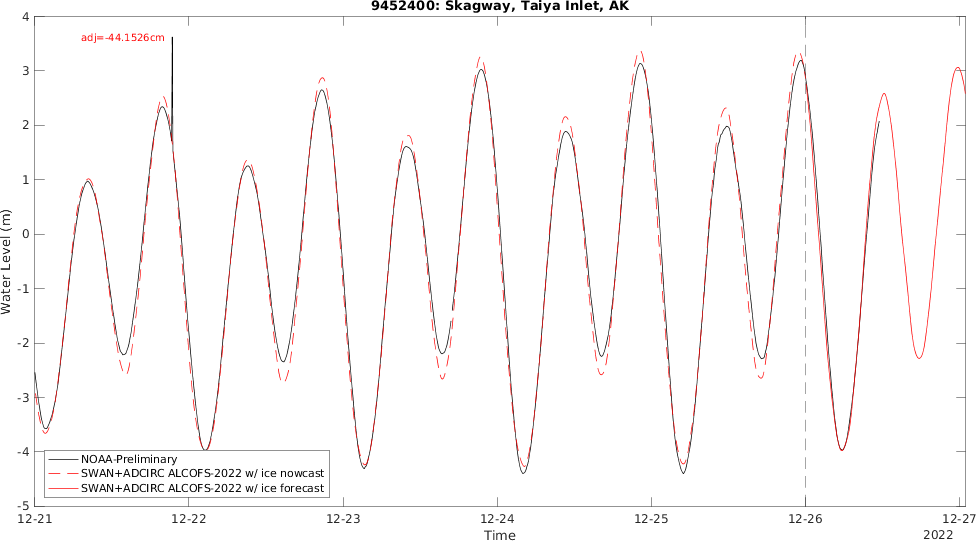 9452400: Skagway, Taiya Inlet, AK
adj=-44.1526cm
Water Level (m)
4
3
2
1
0
-1
-2
-3
-4
-5
NOAA-Preliminary
SWAN+ADCIRC ALCOFS-2022 w/ ice nowcast
SWAN+ADCIRC ALCOFS-2022 w/ ice forecast
12-21 12-22 12-23 12-24 12-25 12-26 12-27
Time
2022